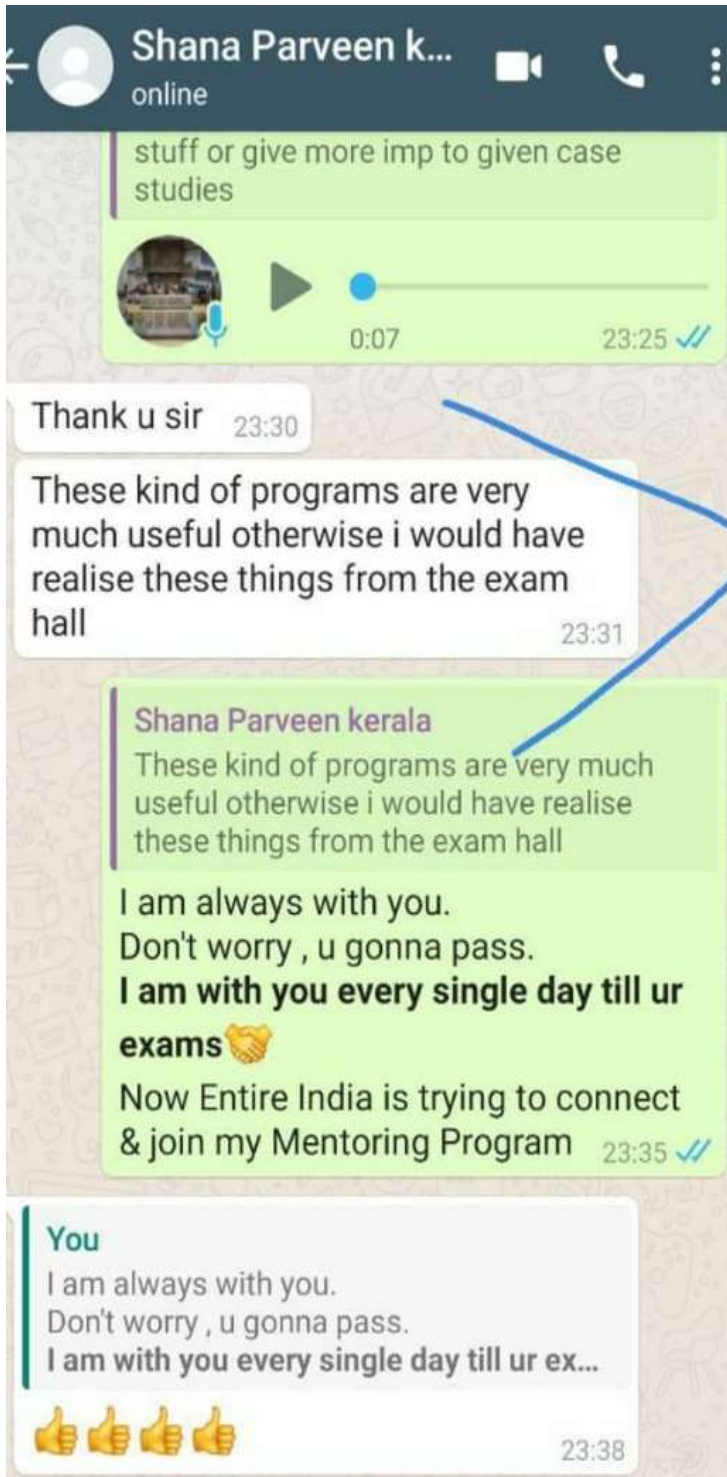 Shana Parveen k...
online
stuff or give more imp to given case
studies
0:07
23:25
Thank u sir 23:30
These kind of programs are very
much useful otherwise i would have
realise these things from the exam
hall
23:31
Shana Parveen kerala
These kind of programs are very much
useful otherwise i would have realise
these things from the exam hall
I am always with you.
Don't worry , u gonna pass.
I am with you every single day till ur
exams🤝
Now Entire India is trying to connect
& join my Mentoring Program 23:35
You
I am always with you.
Don't worry , u gonna pass.
I am with you every single day till ur ex...
👍👍👍👍
23:38